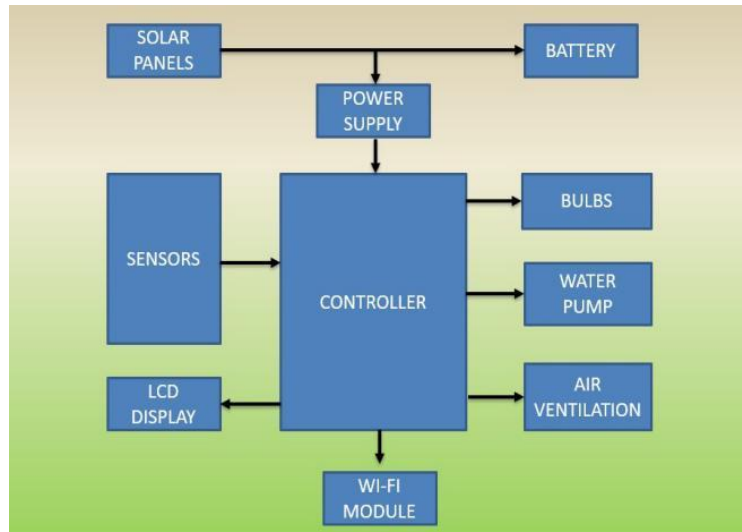 SOLAR
PANELS
BATTERY
POWER
SUPPLY
SENSORS
CONTROLLER
BULBS
WATER
PUMP
LCD
DISPLAY
AIR
VENTILATION
WI-FI
MODULE